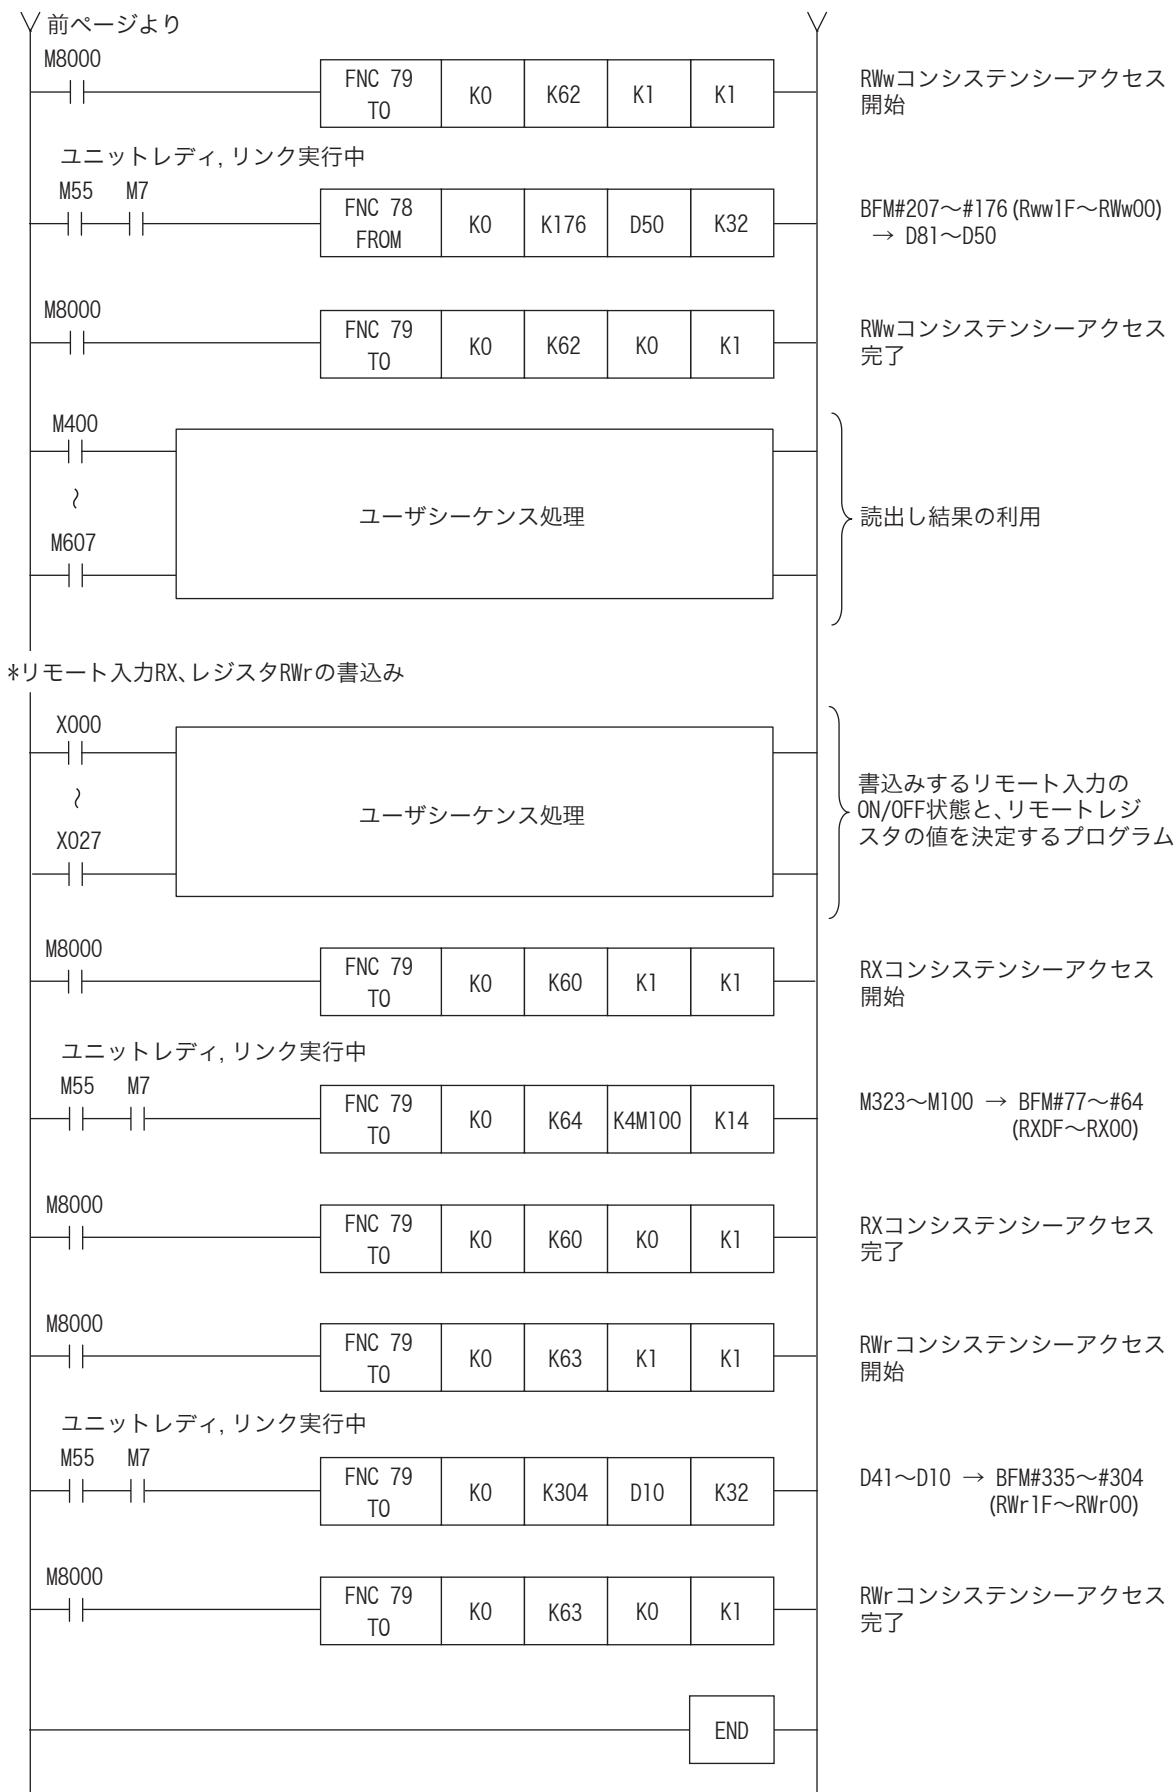 前ページより
M8000
FNC 79
TO
K0
K62
K1
K1
RWwコンシステンシーアクセス
開始
ユニットレディ, リンク実行中
M55
M7
FNC 78
FROM
K0
K176
D50
K32
BFM#207～#176 (Rww1F～RWw00)
→ D81～D50
M8000
FNC 79
TO
K0
K62
K0
K1
RWwコンシステンシーアクセス
完了
M400
～
M607
ユーザシーケンス処理
読出し結果の利用
*リモート入力RX、レジスタRWrの書込み
X000
～
X027
ユーザシーケンス処理
書込みするリモート入力の
ON/OFF状態と、リモートレジ
スタの値を決定するプログラム
M8000
FNC 79
TO
K0
K60
K1
K1
RXコンシステンシーアクセス
開始
ユニットレディ, リンク実行中
M55
M7
FNC 79
TO
K0
K64
K4M100
K14
M323～M100 → BFM#77～#64
(RXDF～RX00)
M8000
FNC 79
TO
K0
K60
K0
K1
RXコンシステンシーアクセス
完了
M8000
FNC 79
TO
K0
K63
K1
K1
RWrコンシステンシーアクセス
開始
ユニットレディ, リンク実行中
M55
M7
FNC 79
TO
K0
K304
D10
K32
D41～D10 → BFM#335～#304
(RWr1F～RWr00)
M8000
FNC 79
TO
K0
K63
K0
K1
RWrコンシステンシーアクセス
完了
END